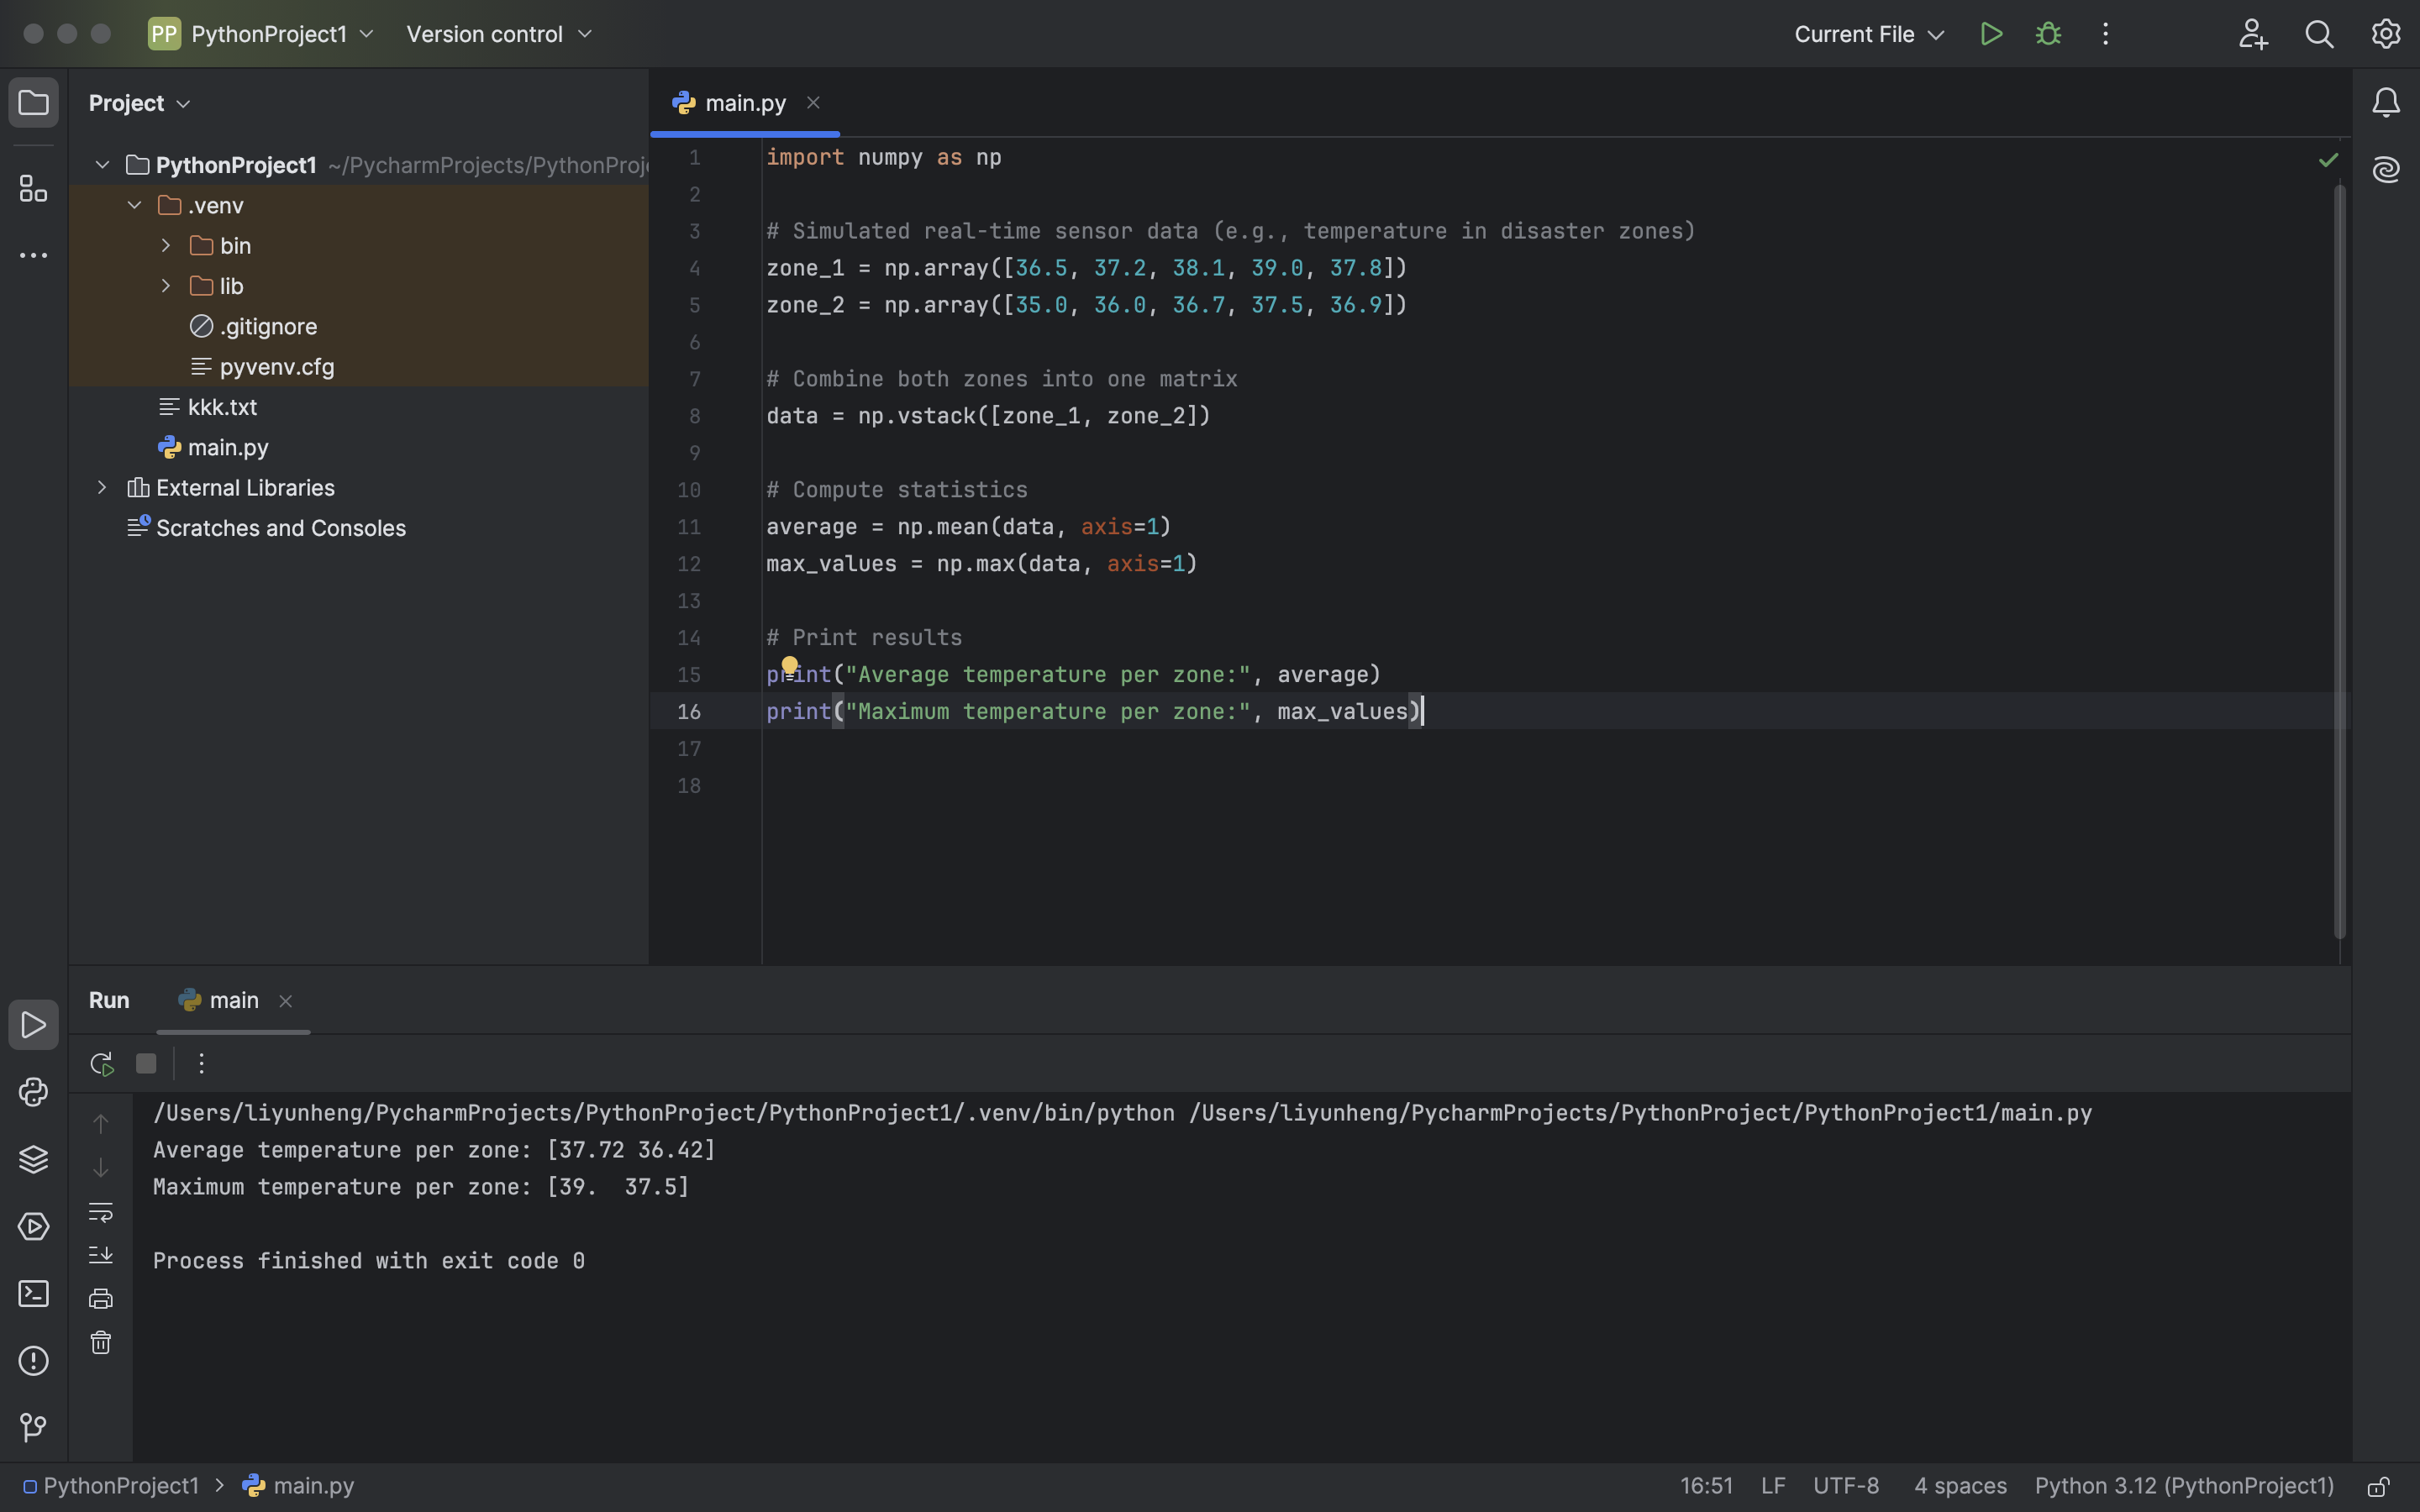 PP PythonProject1 Version control Current File
Project
main.py
PythonProject1 ~/PycharmProjects/PythonProj
.venv
bin
lib
.gitignore
pyvenv.cfg
kkk.txt
main.py
External Libraries
Scratches and Consoles
1 import numpy as np
2
3 # Simulated real-time sensor data (e.g., temperature in disaster zones)
4 zone_1 = np.array([36.5, 37.2, 38.1, 39.0, 37.8])
5 zone_2 = np.array([35.0, 36.0, 36.7, 37.5, 36.9])
6
7 # Combine both zones into one matrix
8 data = np.vstack([zone_1, zone_2])
9
10 # Compute statistics
11 average = np.mean(data, axis=1)
12 max_values = np.max(data, axis=1)
13
14 # Print results
15 print("Average temperature per zone:", average)
16 print("Maximum temperature per zone:", max_values)
17
18
Run main
/Users/liyunheng/PycharmProjects/PythonProject/PythonProject1/.venv/bin/python /Users/liyunheng/PycharmProjects/PythonProject/PythonProject1/main.py
Average temperature per zone: [37.72 36.42]
Maximum temperature per zone: [39.  37.5]
Process finished with exit code 0
PythonProject1 > main.py 16:51 LF UTF-8 4 spaces Python 3.12 (PythonProject1)